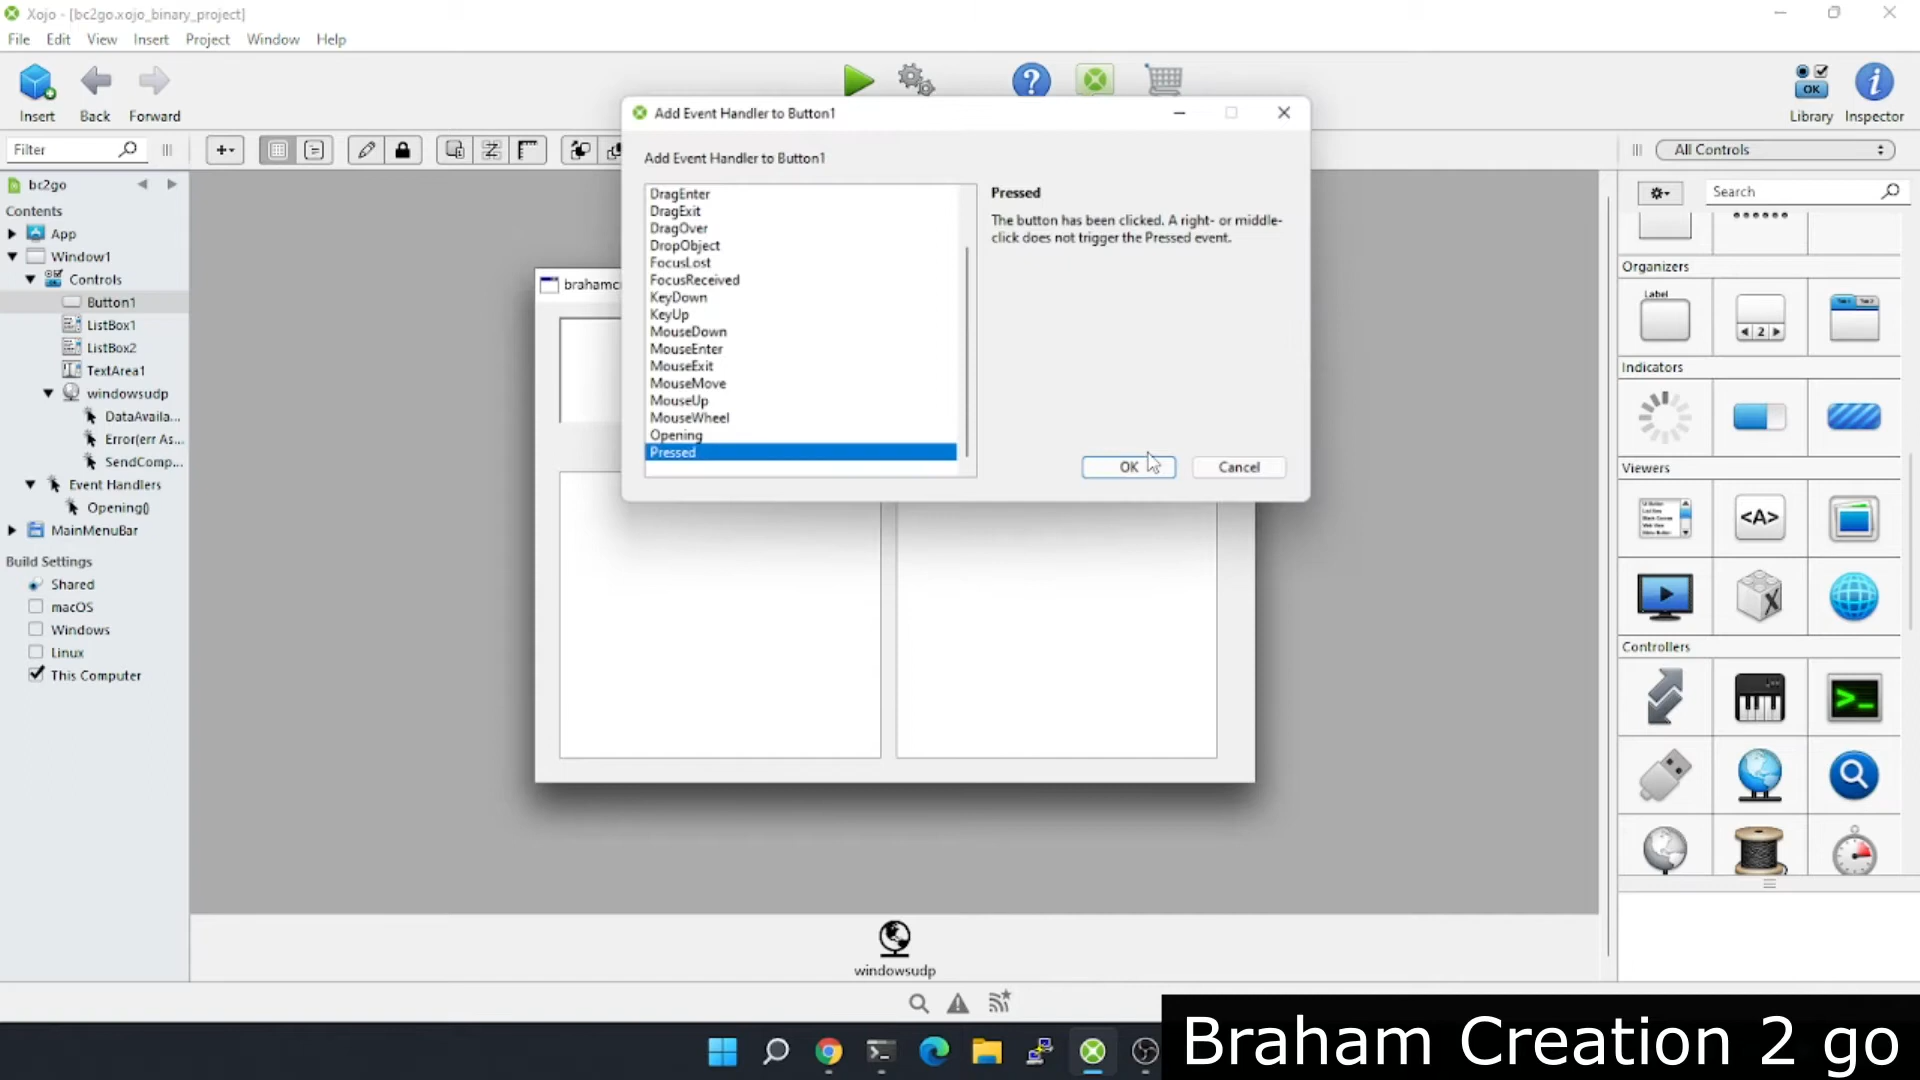 Xojo - [bc2go.xojo_binary_project]
File Edit View Insert Project Window Help
Insert Back Forward
OK
Library Inspector
Filter
All Controls
Add Event Handler to Button1
Add Event Handler to Button1
DragEnter
DragExit
DragOver
DropObject
FocusLost
FocusReceived
KeyDown
KeyUp
MouseDown
MouseEnter
MouseExit
MouseMove
MouseUp
MouseWheel
Opening
Pressed
Pressed
The button has been clicked. A right- or middle-
click does not trigger the Pressed event.
OK Cancel
bc2go
Contents
App
Window1
Controls
Button1
ListBox1
ListBox2
TextArea1
windowsudp
DataAvaila...
Error(err As...
SendComp...
Event Handlers
Opening()
MainMenuBar
Build Settings
Shared
macOS
Windows
Linux
This Computer
Search
Organizers
Label
2
Indicators
Viewers
<A>
X
Controllers
>_
windowsudp
Braham Creation 2 go